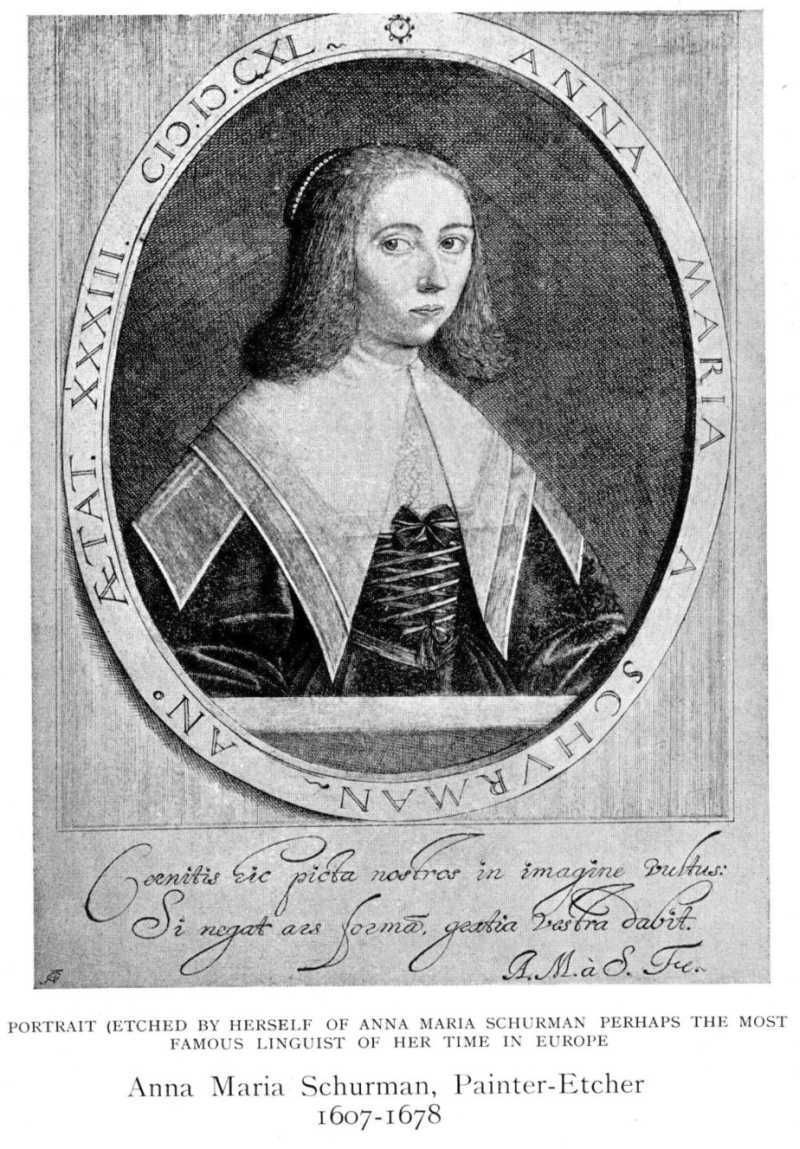 ANNA MARIA A SCHVRMAN~ AN° ÆTAT. XXXIII. CIƆ.IƆ.CXL~
Cernitis hic picta nostros in imagine vultus:
Si negat ars formā, gratia vestra dabit.
A. M. à S. Fe.
PORTRAIT (ETCHED BY HERSELF OF ANNA MARIA SCHURMAN PERHAPS THE MOST
FAMOUS LINGUIST OF HER TIME IN EUROPE
Anna Maria Schurman, Painter-Etcher
1607-1678